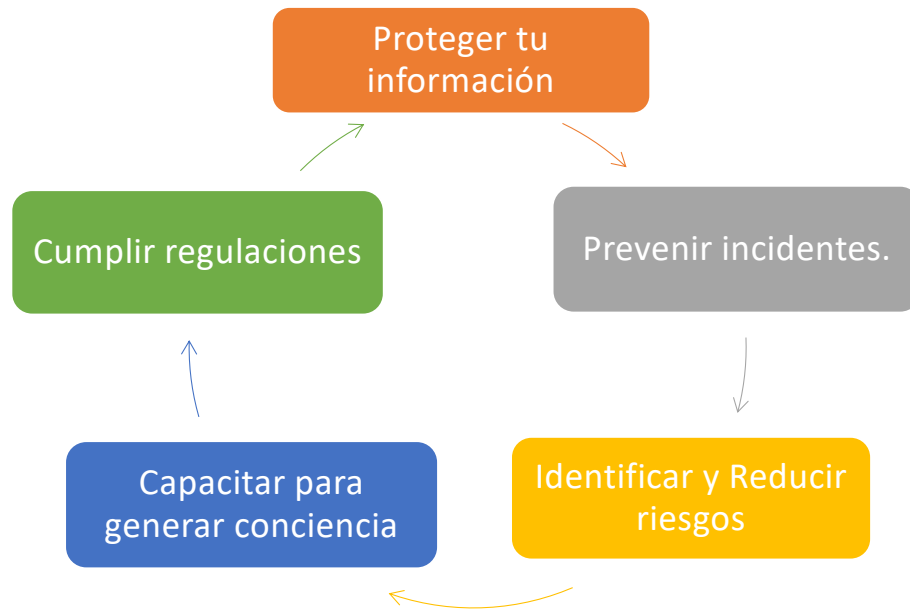 Proteger tu
información
Prevenir incidentes.
Identificar y Reducir
riesgos
Capacitar para
generar conciencia
Cumplir regulaciones